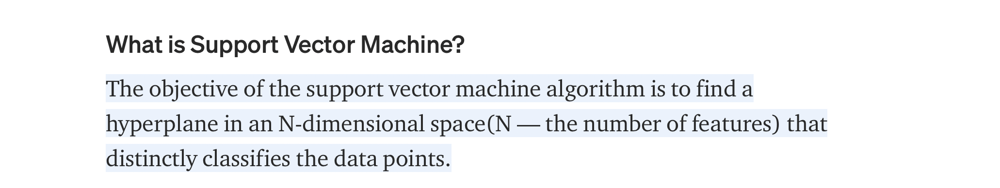 What is Support Vector Machine?
The objective of the support vector machine algorithm is to find a
hyperplane in an N-dimensional space(N — the number of features) that
distinctly classifies the data points.